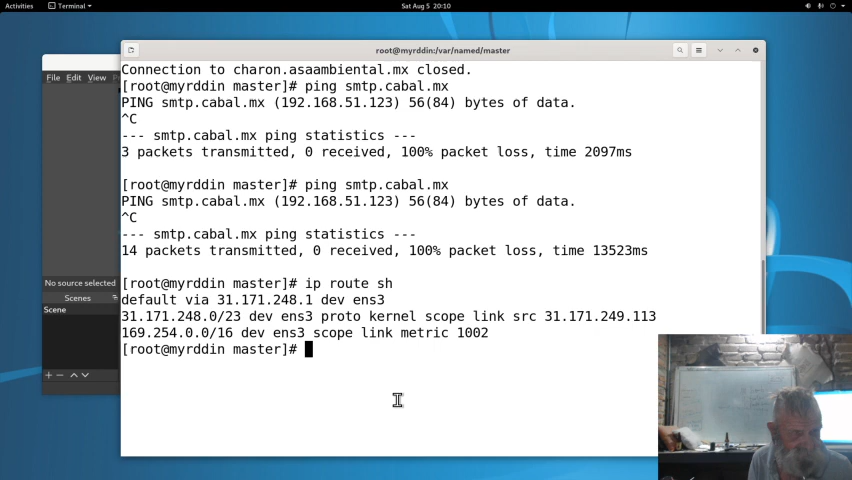 Activities
Terminal
Sat Aug 5 20:10
root@myrddin:/var/named/master
File Edit View
No source selected
Scenes
Scene
Connection to charon.asaambiental.mx closed.
[root@myrddin master]# ping smtp.cabal.mx
PING smtp.cabal.mx (192.168.51.123) 56(84) bytes of data.
^C
--- smtp.cabal.mx ping statistics ---
3 packets transmitted, 0 received, 100% packet loss, time 2097ms
[root@myrddin master]# ping smtp.cabal.mx
PING smtp.cabal.mx (192.168.51.123) 56(84) bytes of data.
^C
--- smtp.cabal.mx ping statistics ---
14 packets transmitted, 0 received, 100% packet loss, time 13523ms
[root@myrddin master]# ip route sh
default via 31.171.248.1 dev ens3
31.171.248.0/23 dev ens3 proto kernel scope link src 31.171.249.113
169.254.0.0/16 dev ens3 scope link metric 1002
[root@myrddin master]#